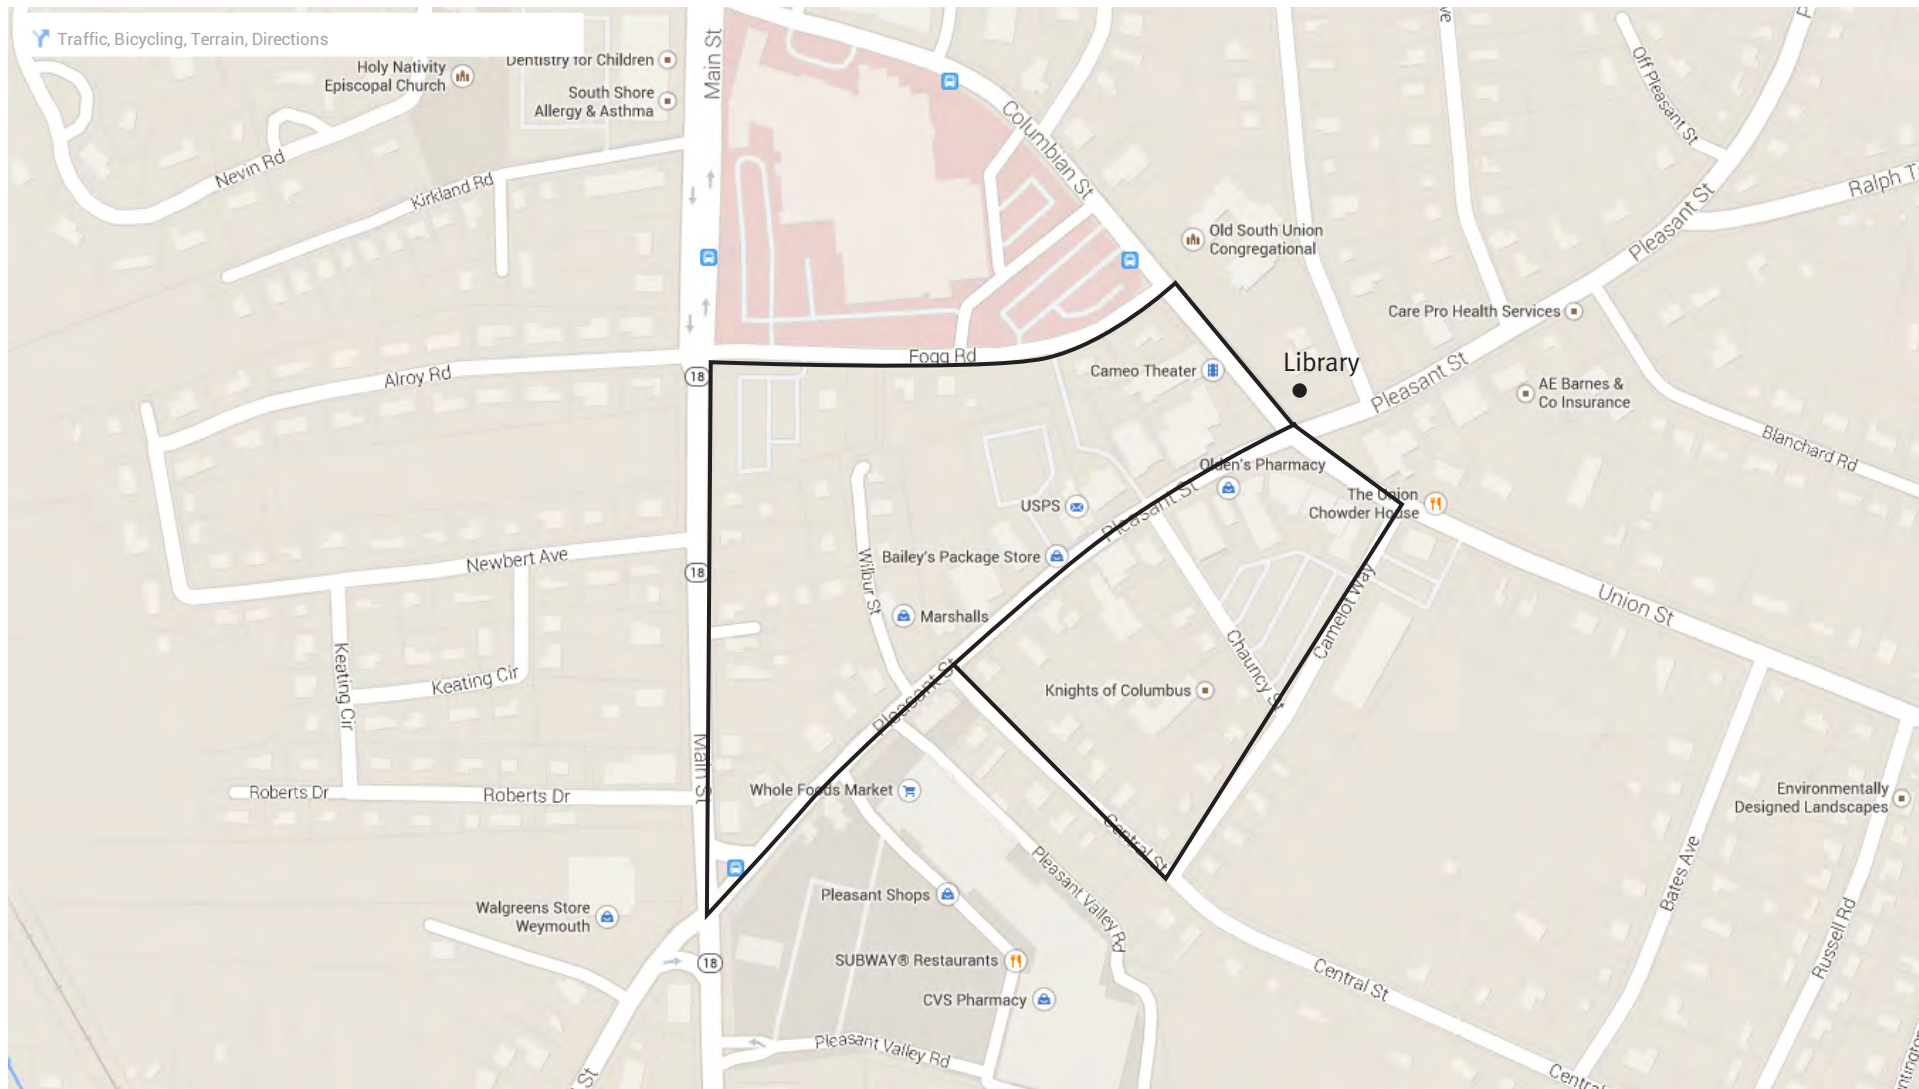 Traffic, Bicycling, Terrain, Directions
Dentistry for Children
Holy Nativity
Episcopal Church
South Shore
Allergy & Asthma
Main St
Columbian St
Off Pleasant St
Nevin Rd
Kirkland Rd
Ralph
Pleasant St
Old South Union
Congregational
Care Pro Health Services
Fogg Rd
Alroy Rd
18
Cameo Theater
Library
Pleasant St
AE Barnes &
Co Insurance
Blanchard Rd
Olden's Pharmacy
Pleasant St
The Union
Chowder House
USPS
Newbert Ave
Bailey's Package Store
18
Wilbur St
Marshalls
Camelot Way
Union St
Keating Cir
Keating Cir
Chauncy St
Knights of Columbus
Pleasant St
Main St
Roberts Dr
Roberts Dr
Whole Foods Market
Environmentally
Designed Landscapes
Central St
Pleasant Valley Rd
Bates Ave
Pleasant Shops
Walgreens Store
Weymouth
Russell Rd
SUBWAY® Restaurants
18
Central St
CVS Pharmacy
Pleasant Valley Rd
St
Central